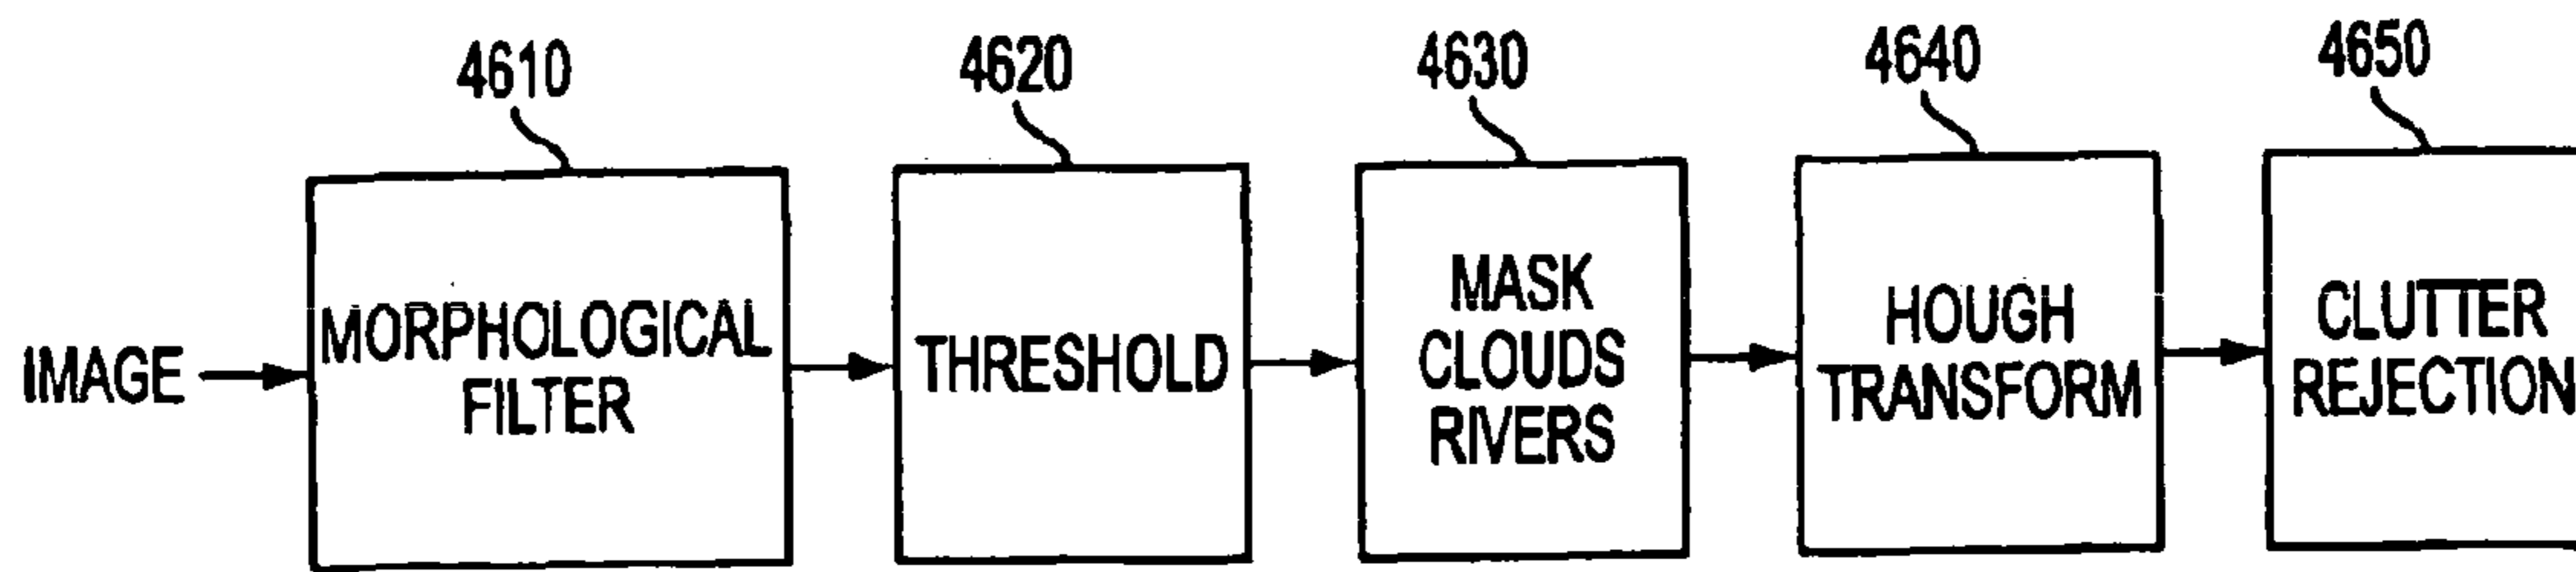 4610
4620
4630
4640
4650
IMAGE
MORPHOLOGICAL
FILTER
THRESHOLD
MASK
CLOUDS
RIVERS
HOUGH
TRANSFORM
CLUTTER
REJECTION